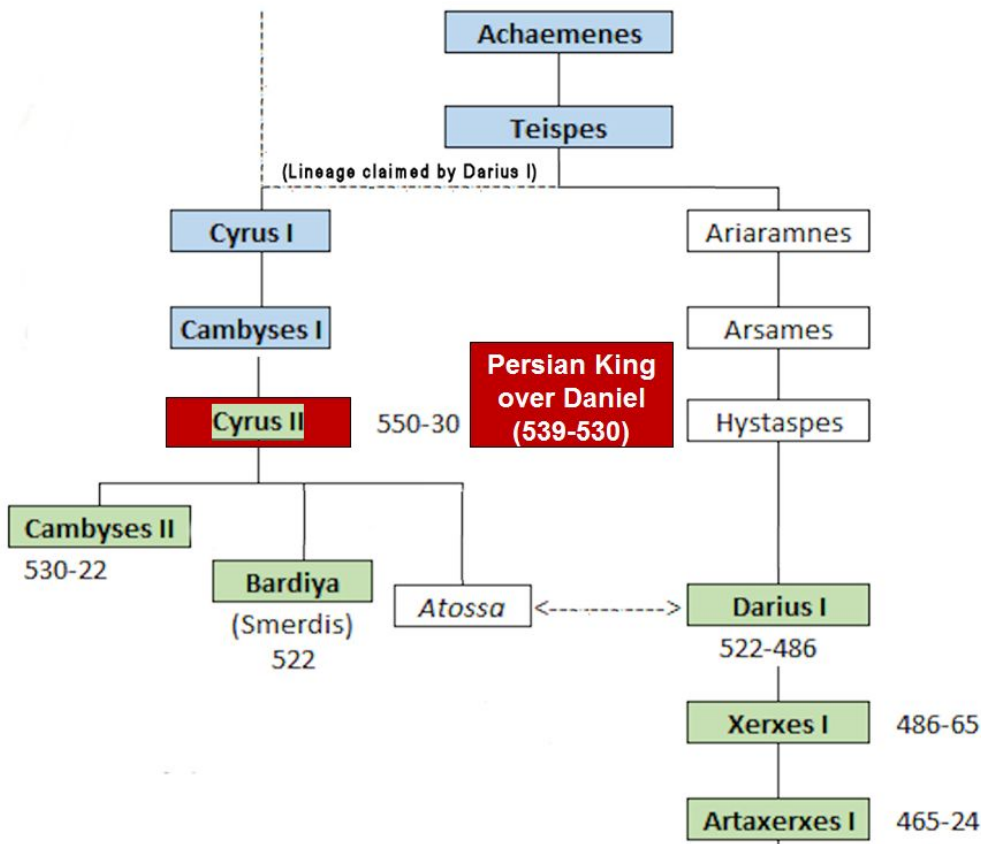 Achaemenes
Teispes
(Lineage claimed by Darius I)
Cyrus I
Ariaramnes
Cambyses I
Arsames
Persian King
over Daniel
(539-530)
Cyrus II
550-30
Hystaspes
Cambyses II
530-22
Bardiya
(Smerdis)
522
Atossa
<----------->
Darius I
522-486
Xerxes I
486-65
Artaxerxes I
465-24